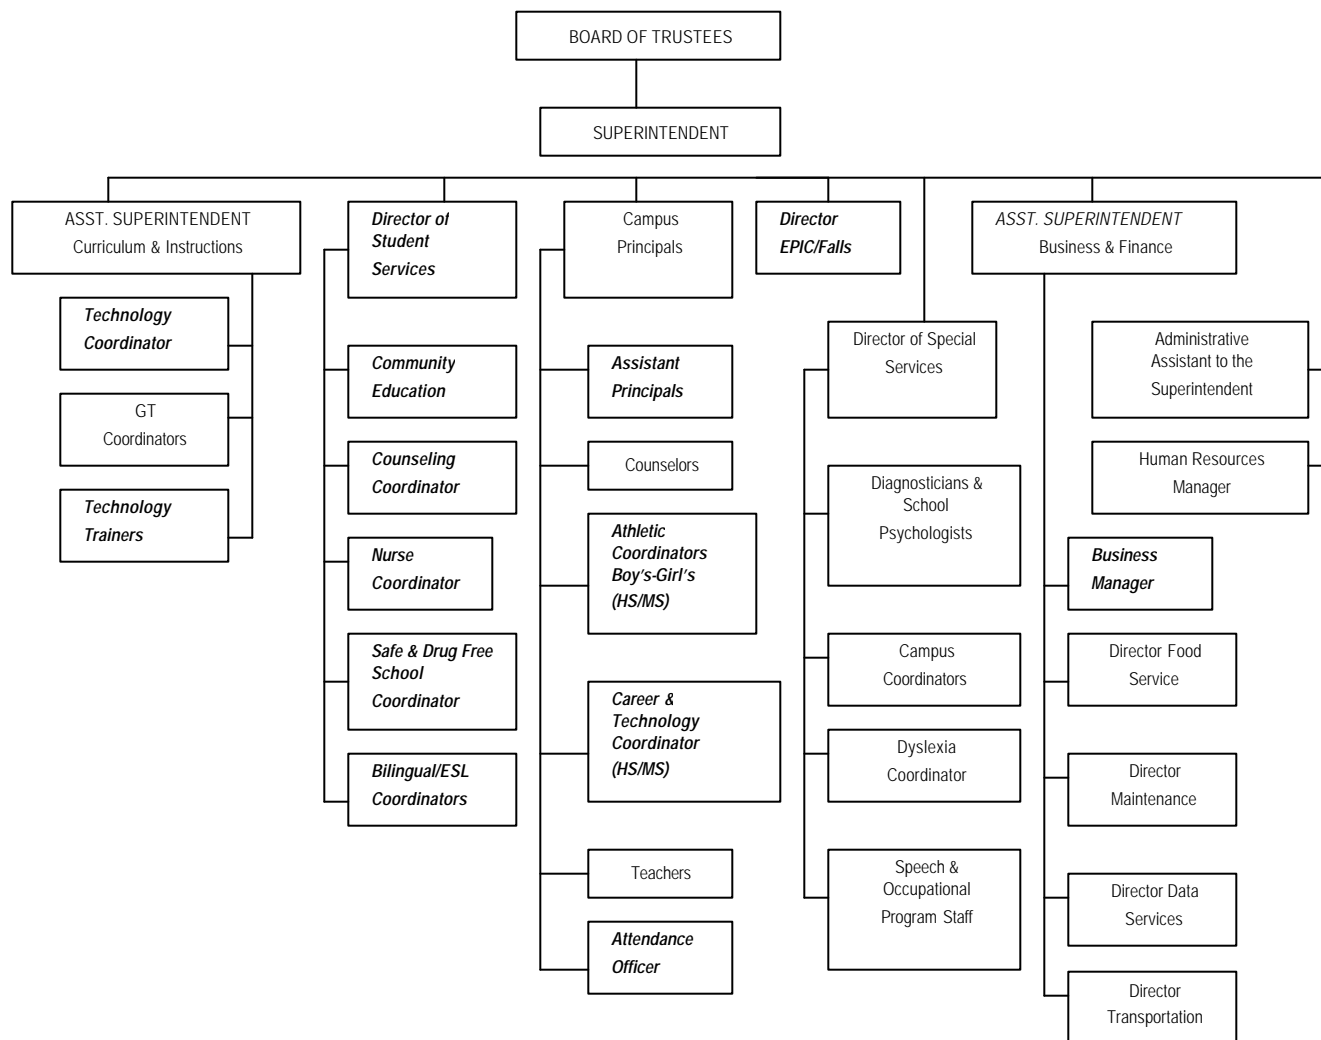 BOARD OF TRUSTEES
SUPERINTENDENT
ASST. SUPERINTENDENT
Curriculum & Instructions
Technology
Coordinator
GT
Coordinators
Technology
Trainers
Director of
Student
Services
Community
Education
Counseling
Coordinator
Nurse
Coordinator
Safe & Drug Free
School
Coordinator
Bilingual/ESL
Coordinators
Campus
Principals
Assistant
Principals
Counselors
Athletic
Coordinators
Boy's-Girl's
(HS/MS)
Career &
Technology
Coordinator
(HS/MS)
Teachers
Attendance
Officer
Director
EPIC/Falls
Director of Special
Services
Diagnosticians &
School
Psychologists
Campus
Coordinators
Dyslexia
Coordinator
Speech &
Occupational
Program Staff
ASST. SUPERINTENDENT
Business & Finance
Administrative
Assistant to the
Superintendent
Human Resources
Manager
Business
Manager
Director Food
Service
Director
Maintenance
Director Data
Services
Director
Transportation